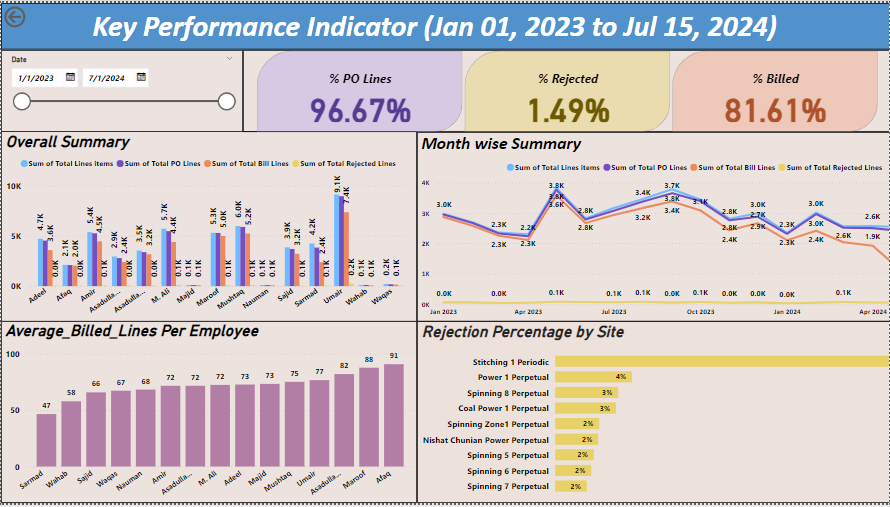 Key Performance Indicator (Jan 01, 2023 to Jul 15, 2024)
Date
1/1/2023 7/1/2024
% PO Lines
96.67%
% Rejected
1.49%
% Billed
81.61%
Overall Summary
Sum of Total Lines items Sum of Total PO Lines Sum of Total Bill Lines Sum of Total Rejected Lines
10K
5K
0K
4.7K 3.6K 0.0K 2.1K 2.0K 0.0K 5.4K 4.5K 0.1K 2.9K 2.4K 0.0K 3.5K 3.2K 0.0K 5.7K 4.4K 0.1K 0.1K 0.1K 5.3K 5.0K 0.1K 6.0K 5.2K 0.1K 0.1K 0.1K 3.9K 3.2K 0.1K 4.2K 2.4K 0.1K 9.1K 7.4K 0.2K 0.1K 0.1K 0.2K 0.1K
Adeel Afaq Amir Asadulla... Asadulla... M. Ali Majid Maroof Mushtaq Nauman Sajid Sarmad Umair Wahab Waqas
Month wise Summary
Sum of Total Lines items Sum of Total PO Lines Sum of Total Bill Lines Sum of Total Rejected Lines
4K
3K
2K
1K
0K
3.0K 2.3K 2.2K 3.8K 2.8K 3.4K 3.7K 3.1K 2.8K 3.0K 2.3K 3.0K 2.6K
2.3K 2.3K 3.6K 2.8K 3.2K 3.8K 3.4K 2.8K 2.4K 2.7K 2.9K 2.3K 2.4K 2.6K 1.9K
0.0K 0.0K 0.1K 0.1K 0.1K 0.0K 0.0K 0.0K 0.1K
Jan 2023 Apr 2023 Jul 2023 Oct 2023 Jan 2024 Apr 2024
Average_Billed_Lines Per Employee
100
50
0
47 58 66 67 68 72 72 72 73 73 75 77 82 88 91
Sarmad Wahab Sajid Waqas Nauman Amir Asadulla... M. Ali Adeel Majid Mushtaq Umair Asadulla... Maroof Afaq
Rejection Percentage by Site
Stitching 1 Periodic
Power 1 Perpetual 4%
Spinning 8 Perpetual 3%
Coal Power 1 Perpetual 3%
Spinning Zone1 Perpetual 2%
Nishat Chunian Power Perpetual 2%
Spinning 5 Perpetual 2%
Spinning 6 Perpetual 2%
Spinning 7 Perpetual 2%